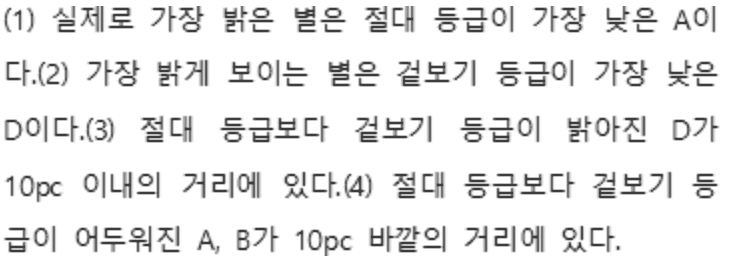 (1) 실제로 가장 밝은 별은 절대 등급이 가장 낮은 A이
다.(2) 가장 밝게 보이는 별은 겉보기 등급이 가장 낮은
D이다.(3) 절대 등급보다 겉보기 등급이 밝아진 D가
10pc 이내의 거리에 있다.(4) 절대 등급보다 겉보기 등
급이 어두워진 A, B가 10pc 바깥의 거리에 있다.